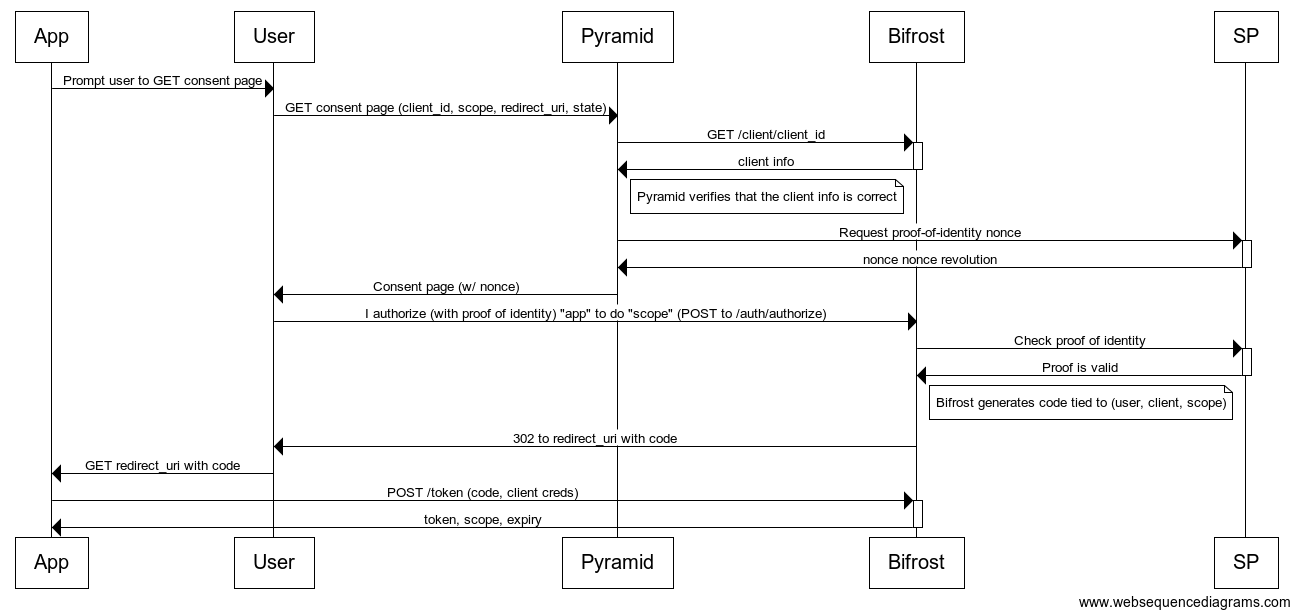 App User Pyramid Bifrost SP
Prompt user to GET consent page
GET consent page (client_id, scope, redirect_uri, state)
GET /client/client_id
client info
Pyramid verifies that the client info is correct
Request proof-of-identity nonce
nonce nonce revolution
Consent page (w/ nonce)
I authorize (with proof of identity) "app" to do "scope" (POST to /auth/authorize)
Check proof of identity
Proof is valid
Bifrost generates code tied to (user, client, scope)
302 to redirect_uri with code
GET redirect_uri with code
POST /token (code, client creds)
token, scope, expiry
App User Pyramid Bifrost SP
www.websequencediagrams.com